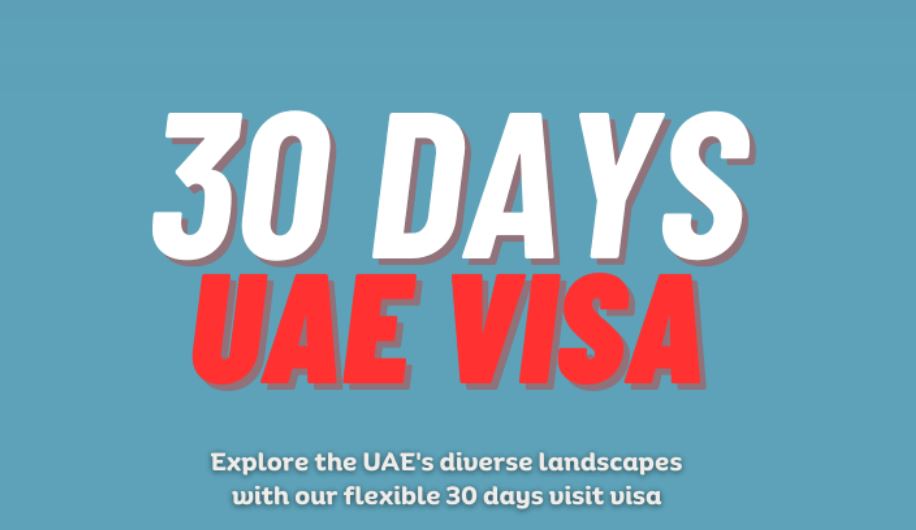 30 DAYS
UAE VISA
Explore the UAE's diverse landscapes
with our flexible 30 days visit visa